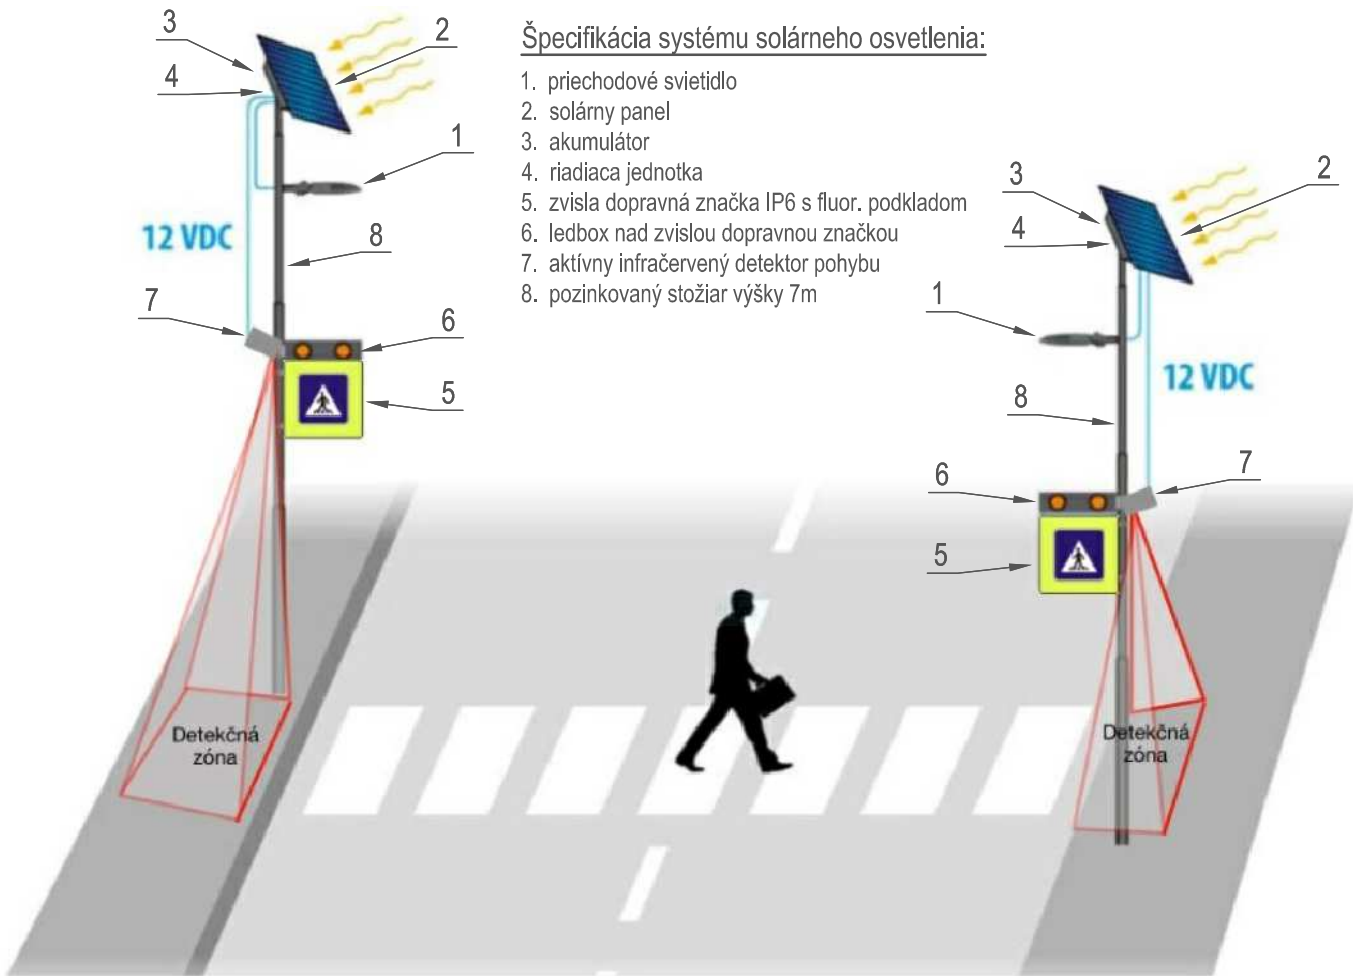 Špecifikácia systému solárneho osvetlenia:
1. priechodové svietidlo
2. solárny panel
3. akumulátor
4. riadiaca jednotka
5. zvisla dopravná značka IP6 s fluor. podkladom
6. ledbox nad zvislou dopravnou značkou
7. aktívny infračervený detektor pohybu
8. pozinkovaný stožiar výšky 7m
3
2
4
1
12 VDC
8
7
6
5
Detekčná
zóna
3
2
4
1
12 VDC
8
7
6
5
Detekčná
zóna